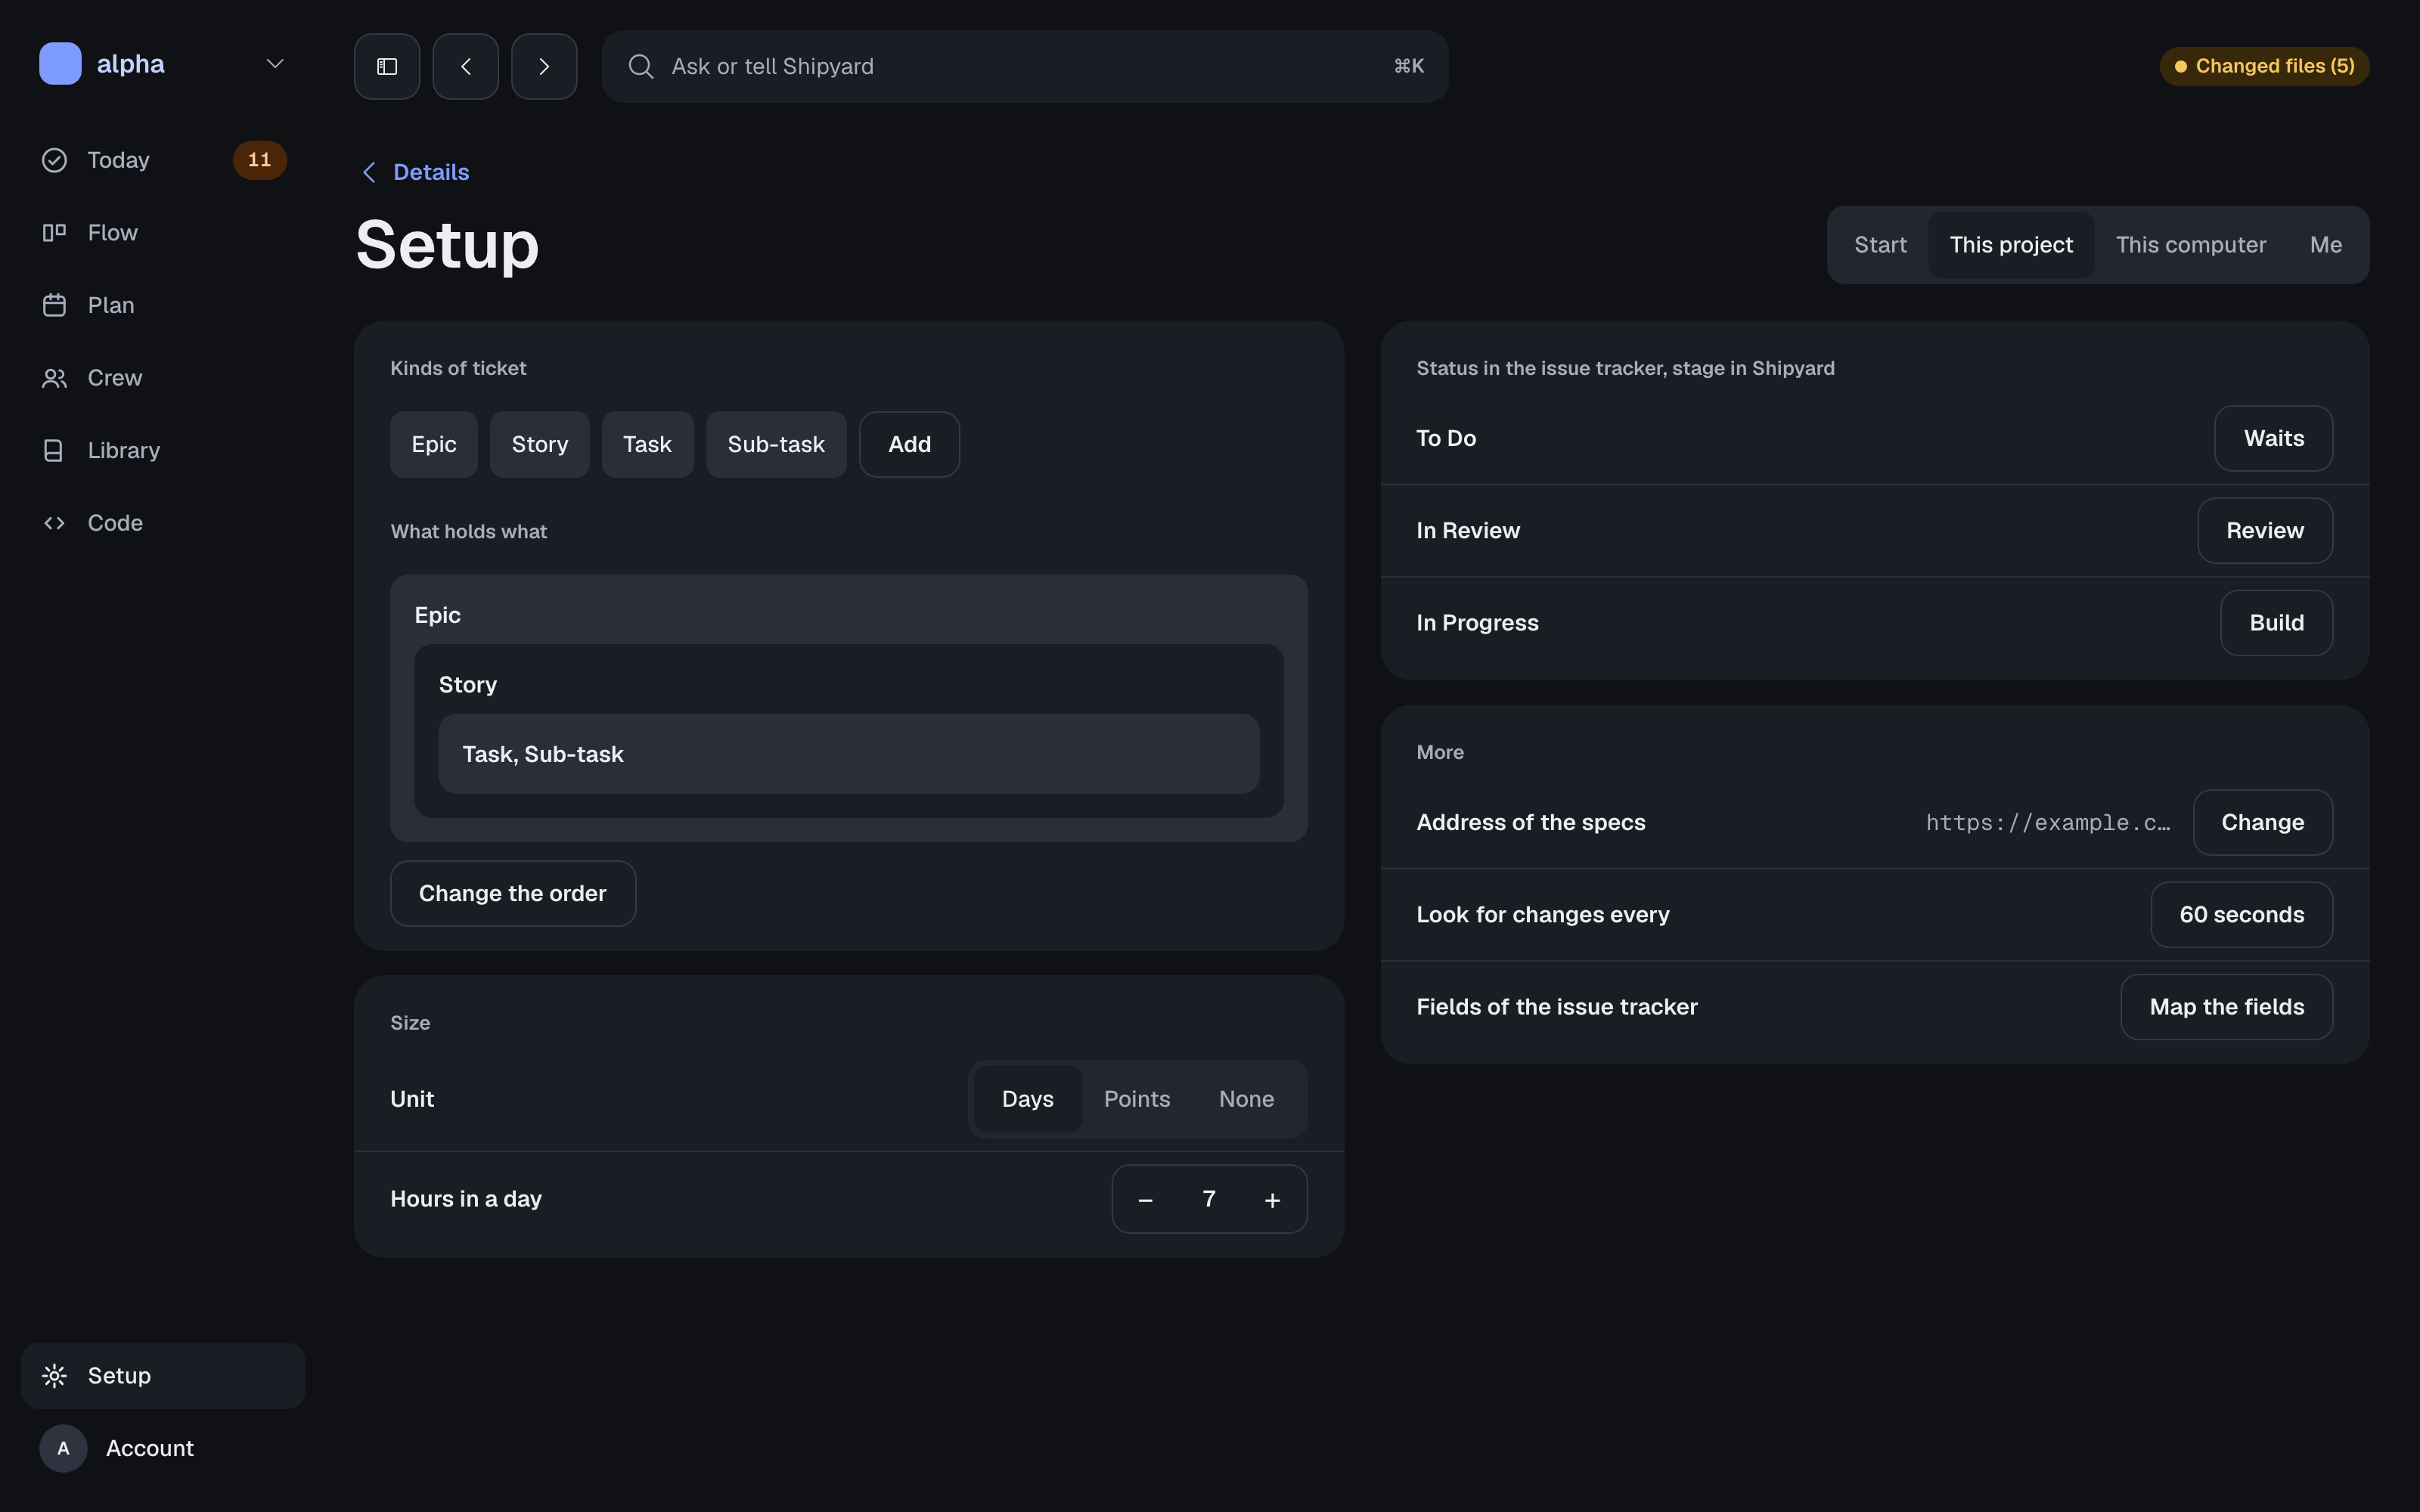 alpha
Ask or tell Shipyard ⌘K
Changed files (5)
Today 11
Flow
Plan
Crew
Library
Code
Setup
A Account
Details
Setup
Start This project This computer Me
Kinds of ticket
Epic Story Task Sub-task Add
What holds what
Epic
Story
Task, Sub-task
Change the order
Size
Unit Days Points None
Hours in a day − 7 +
Status in the issue tracker, stage in Shipyard
To Do Waits
In Review Review
In Progress Build
More
Address of the specs https://example.c… Change
Look for changes every 60 seconds
Fields of the issue tracker Map the fields